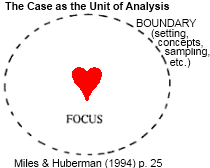 The Case as the Unit of Analysis
BOUNDARY
(setting,
concepts,
sampling,
etc.)
FOCUS
Miles & Huberman (1994) p. 25